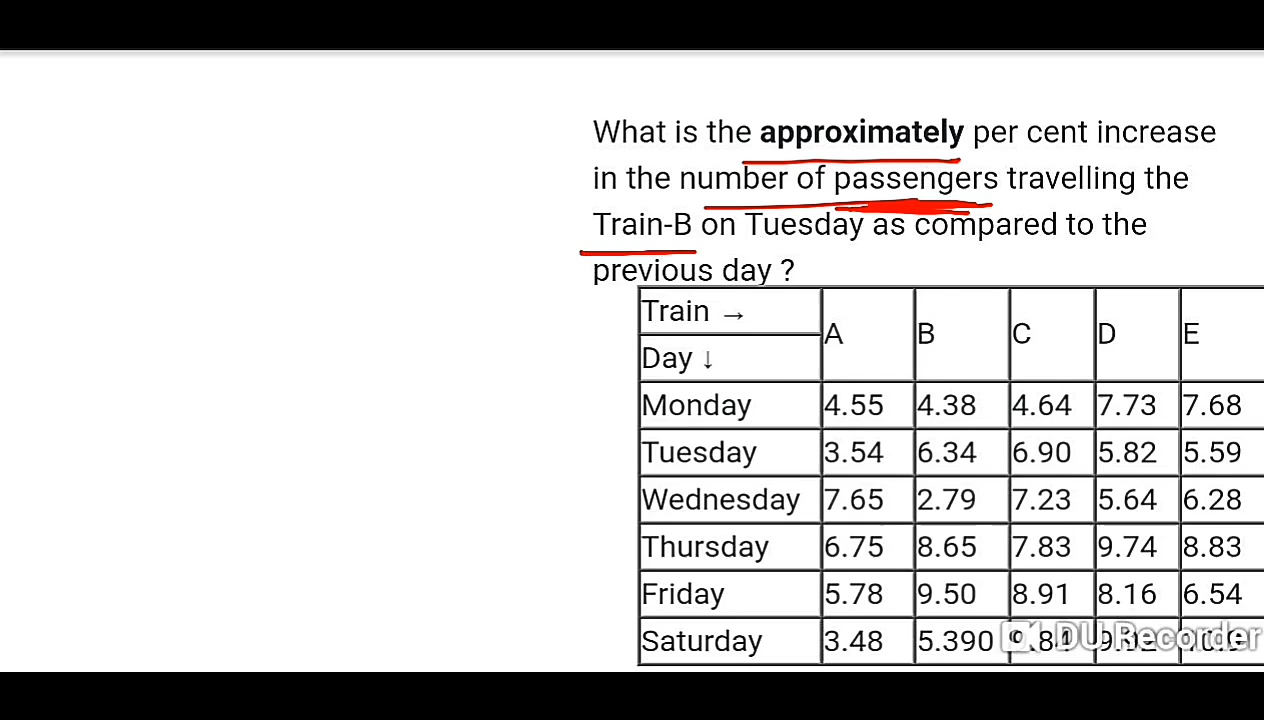 What is the approximately per cent increase
in the number of passengers travelling the
Train-B on Tuesday as compared to the
previous day ?
Train →
A B C D E
Day ↓
Monday 4.55 4.38 4.64 7.73 7.68
Tuesday 3.54 6.34 6.90 5.82 5.59
Wednesday 7.65 2.79 7.23 5.64 6.28
Thursday 6.75 8.65 7.83 9.74 8.83
Friday 5.78 9.50 8.91 8.16 6.54
Saturday 3.48 5.390 9.84
DU Recorder